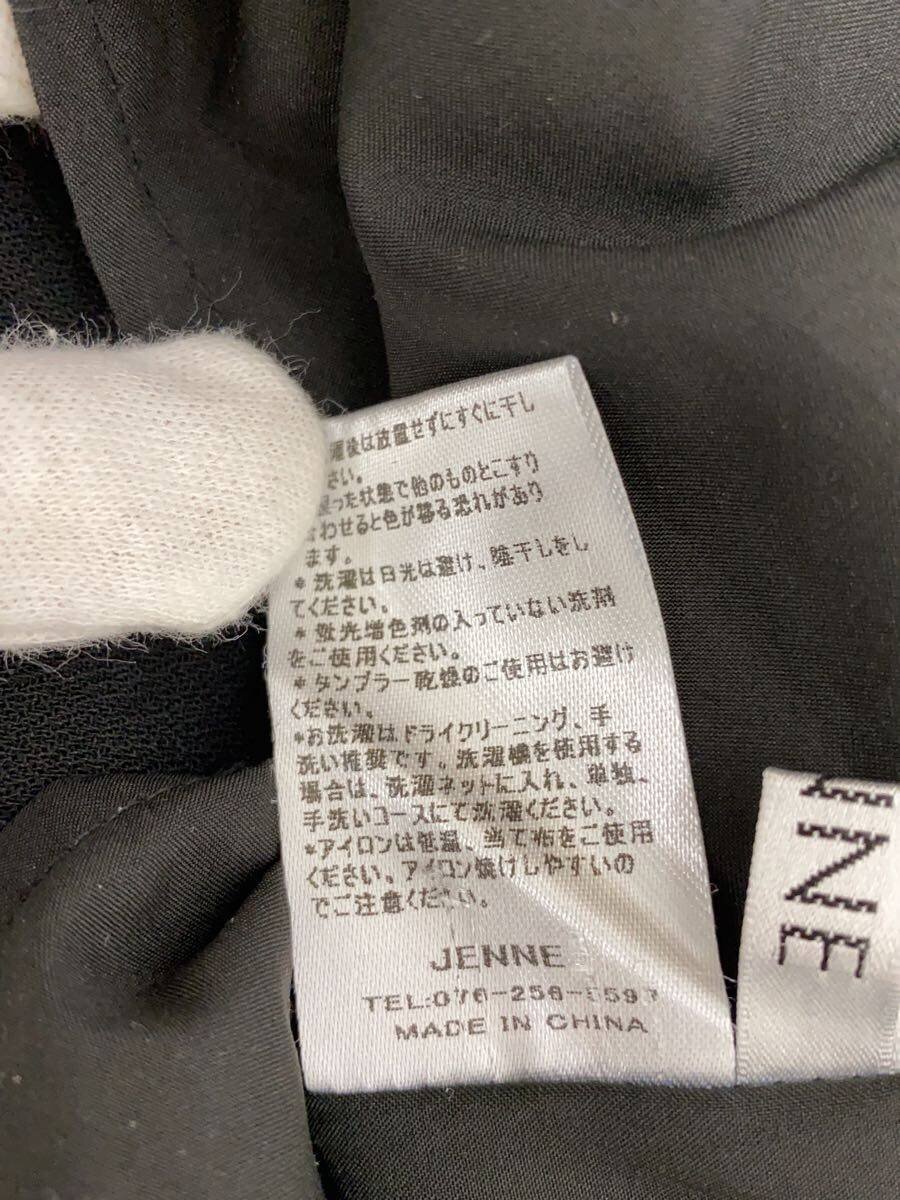 濯後は放置せずにすぐに干し
さい。
った状態で他のものとこすり
わせると色が移る恐れがあり
ます。
* 洗濯は日光は避け、陰干しをし
てください。
* 蛍光増色剤の入っていない洗剤
をご使用ください。
* タンブラー乾燥のご使用はお避け
ください。
*お洗濯はドライクリーニング、手
洗い推奨です。洗濯機を使用する
場合は、洗濯ネットに入れ、単独、
手洗いコースにて洗濯ください。
*アイロンは低温、当て布をご使用
ください。アイロン焼けしやすいの
でご注意ください。
JENNE
TEL:076-256-5597
MADE IN CHINA
NE